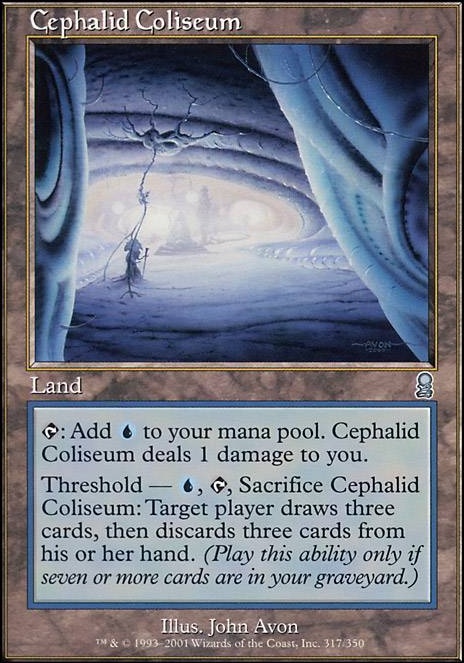 Cephalid Coliseum
AVON
Land
: Add to your mana pool. Cephalid
Coliseum deals 1 damage to you.
Threshold — , , Sacrifice Cephalid
Coliseum: Target player draws three
cards, then discards three cards from
his or her hand. (Play this ability only if
seven or more cards are in your graveyard.)
Illus. John Avon
™ & © 1993–2001 Wizards of the Coast, Inc. 317/350